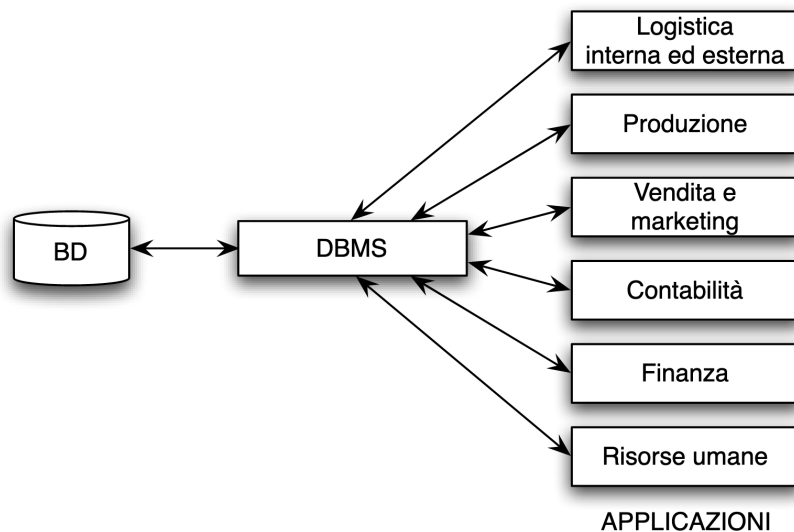 Logistica
interna ed esterna
Produzione
Vendita e
marketing
BD
DBMS
Contabilità
Finanza
Risorse umane
APPLICAZIONI